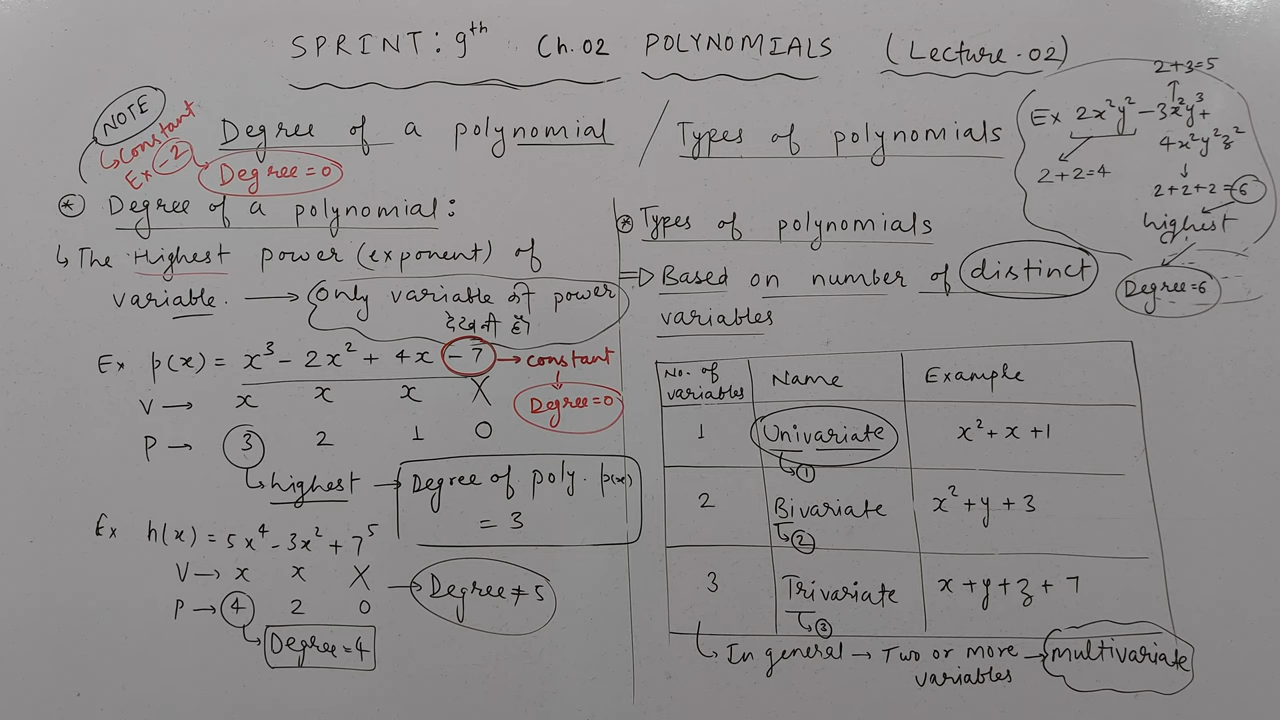 SPRINT: 9th Ch. 02 POLYNOMIALS (Lecture-02)
NOTE
↳ Constant
Ex -2 → Degree = 0
Degree of a polynomial / Types of polynomials
* Degree of a polynomial:
↳ The Highest power (exponent) of
variable. → Only variable की power
देखनी है
Ex p(x) = x³ - 2x² + 4x - 7 → constant
Degree = 0
V → x x x X
P → 3 2 1 0
↳ highest → Degree of poly. p(x)
= 3
Ex h(x) = 5x⁴ - 3x² + 7⁵
V → x x X → Degree ≠ 5
P → 4 2 0
↳ Degree = 4
Ex 2x²y² - 3x²y³ +
4x²y²z²
2+3=5
2+2=4
2+2+2=6
highest
Degree=6
* Types of polynomials
⇒ Based on number of distinct
variables
No. of variables Name Example
1 Univariate x² + x + 1
①
2 Bivariate x² + y + 3
②
3 Trivariate x + y + z + 7
③
↳ In general → Two or more variables → multivariate